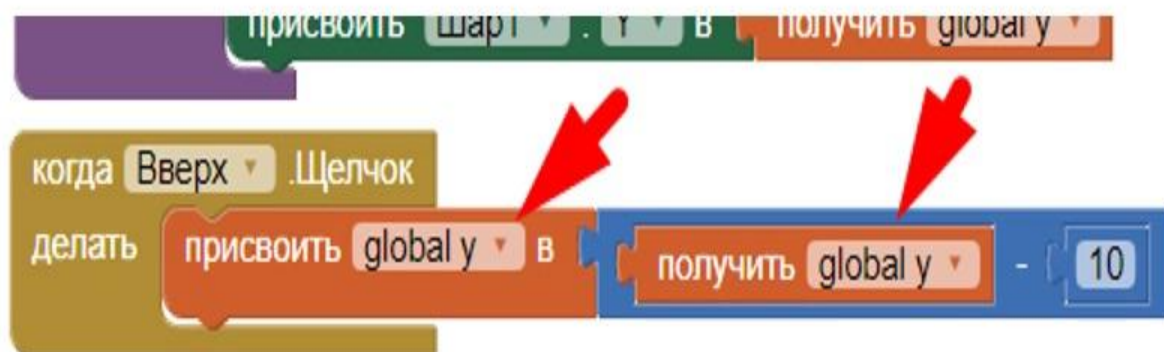 присвоить Шар1 . Y в получить global y
когда Вверх .Щелчок
делать присвоить global y в получить global y - 10